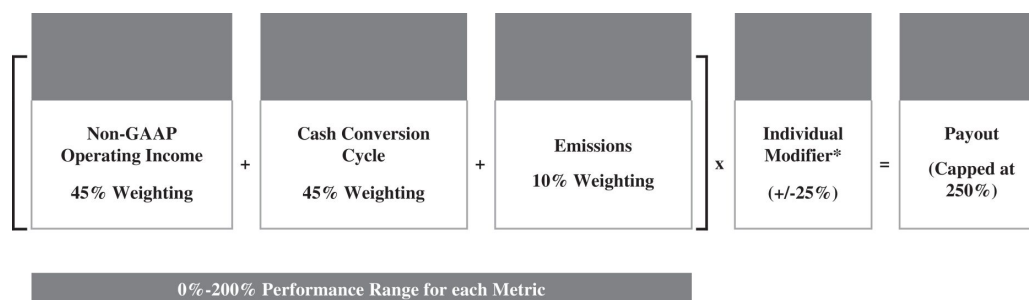 Non-GAAP
Operating Income
45% Weighting
+
Cash Conversion
Cycle
45% Weighting
+
Emissions
10% Weighting
x
Individual
Modifier*
(+/-25%)
=
Payout
(Capped at
250%)
0%-200% Performance Range for each Metric